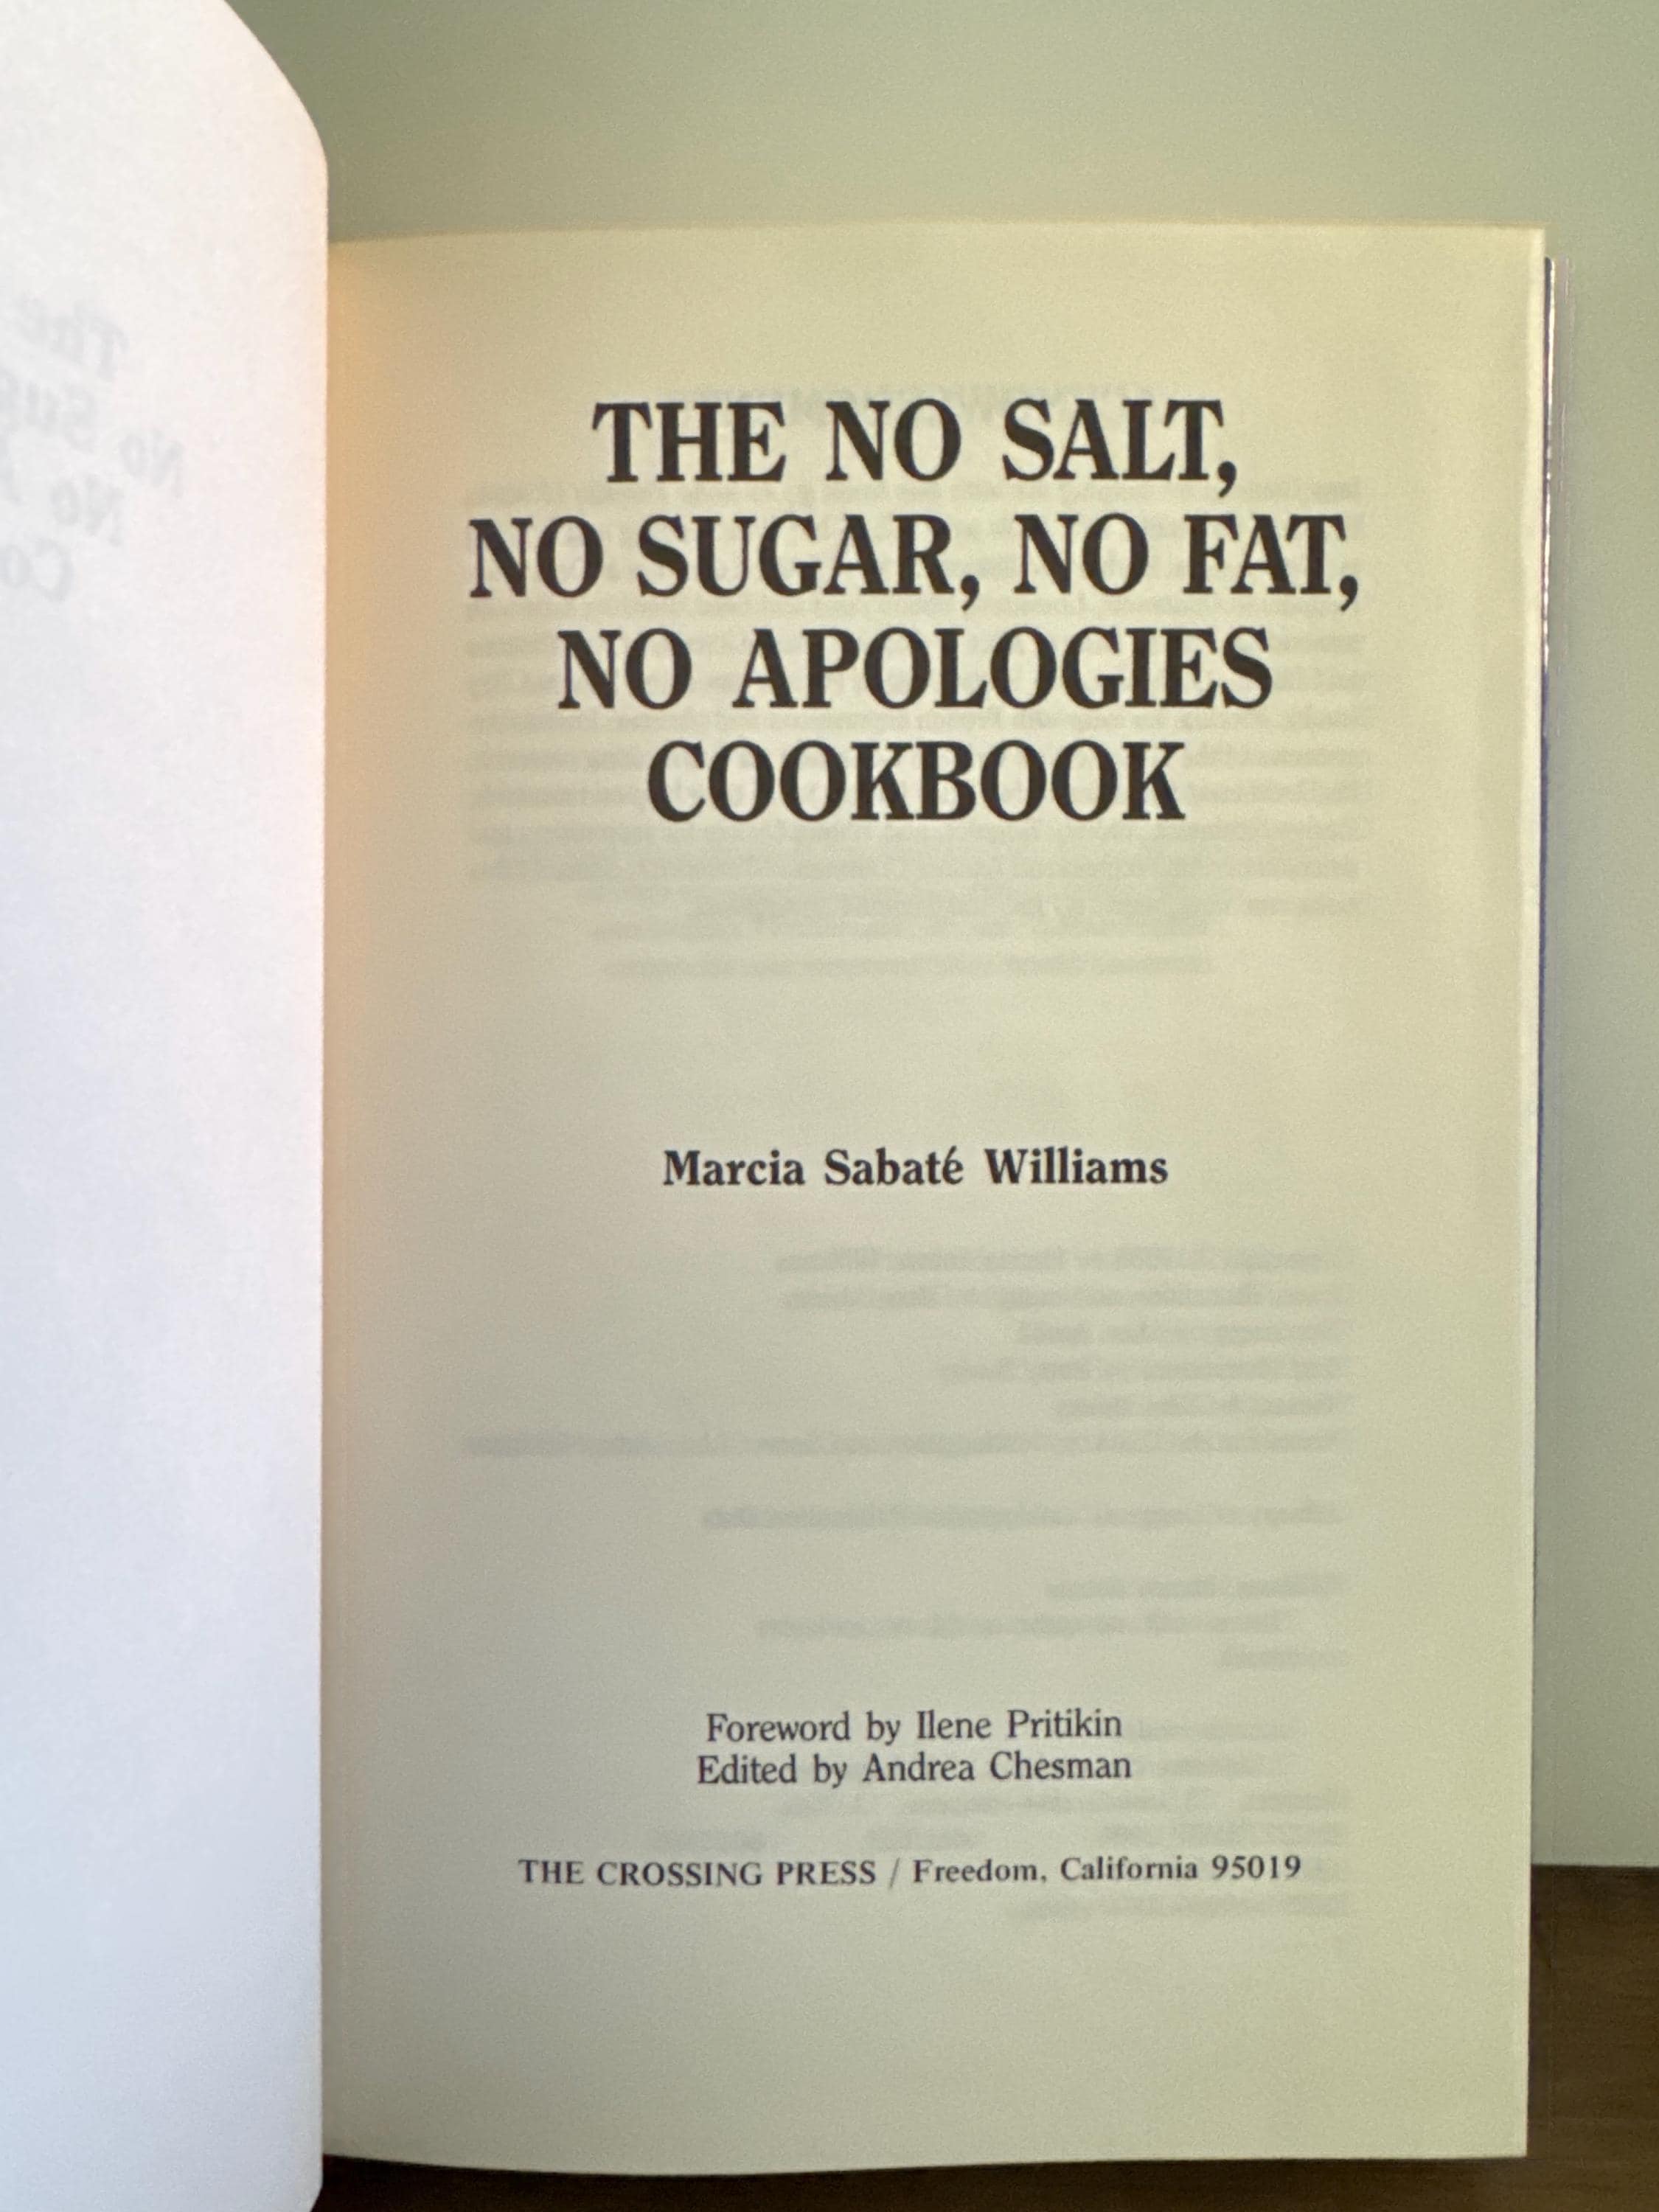 THE NO SALT,
NO SUGAR, NO FAT,
NO APOLOGIES
COOKBOOK
Marcia Sabaté Williams
Foreword by Ilene Pritikin
Edited by Andrea Chesman
THE CROSSING PRESS / Freedom, California 95019